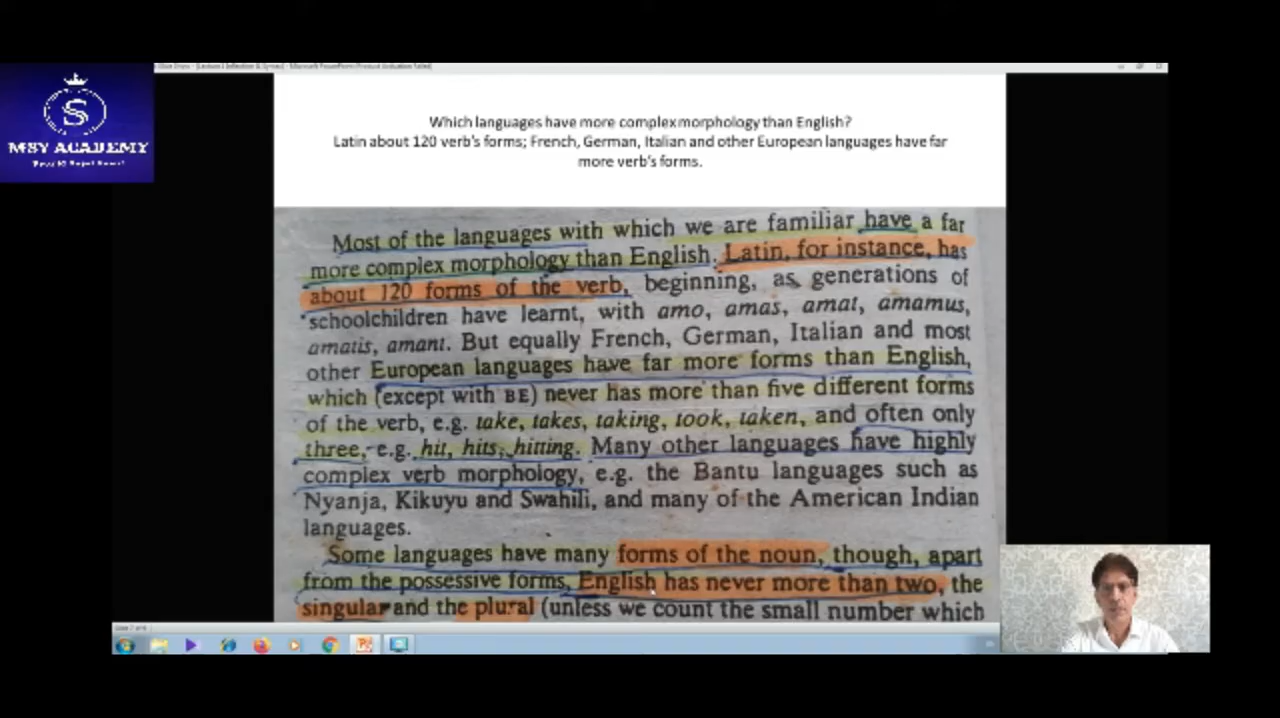 MSY ACADEMY
Which languages have more complex morphology than English?
Latin about 120 verb's forms; French, German, Italian and other European languages have far
more verb's forms.
Most of the languages with which we are familiar have a far
more complex morphology than English. Latin, for instance, has
about 120 forms of the verb, beginning, as generations of
schoolchildren have learnt, with amo, amas, amat, amamus,
amatis, amant. But equally French, German, Italian and most
other European languages have far more forms than English,
which (except with BE) never has more than five different forms
of the verb, e.g. take, takes, taking, took, taken, and often only
three, e.g. hit, hits, hitting. Many other languages have highly
complex verb morphology, e.g. the Bantu languages such as
Nyanja, Kikuyu and Swahili, and many of the American Indian
languages.
Some languages have many forms of the noun, though, apart
from the possessive forms, English has never more than two, the
singular and the plural (unless we count the small number which